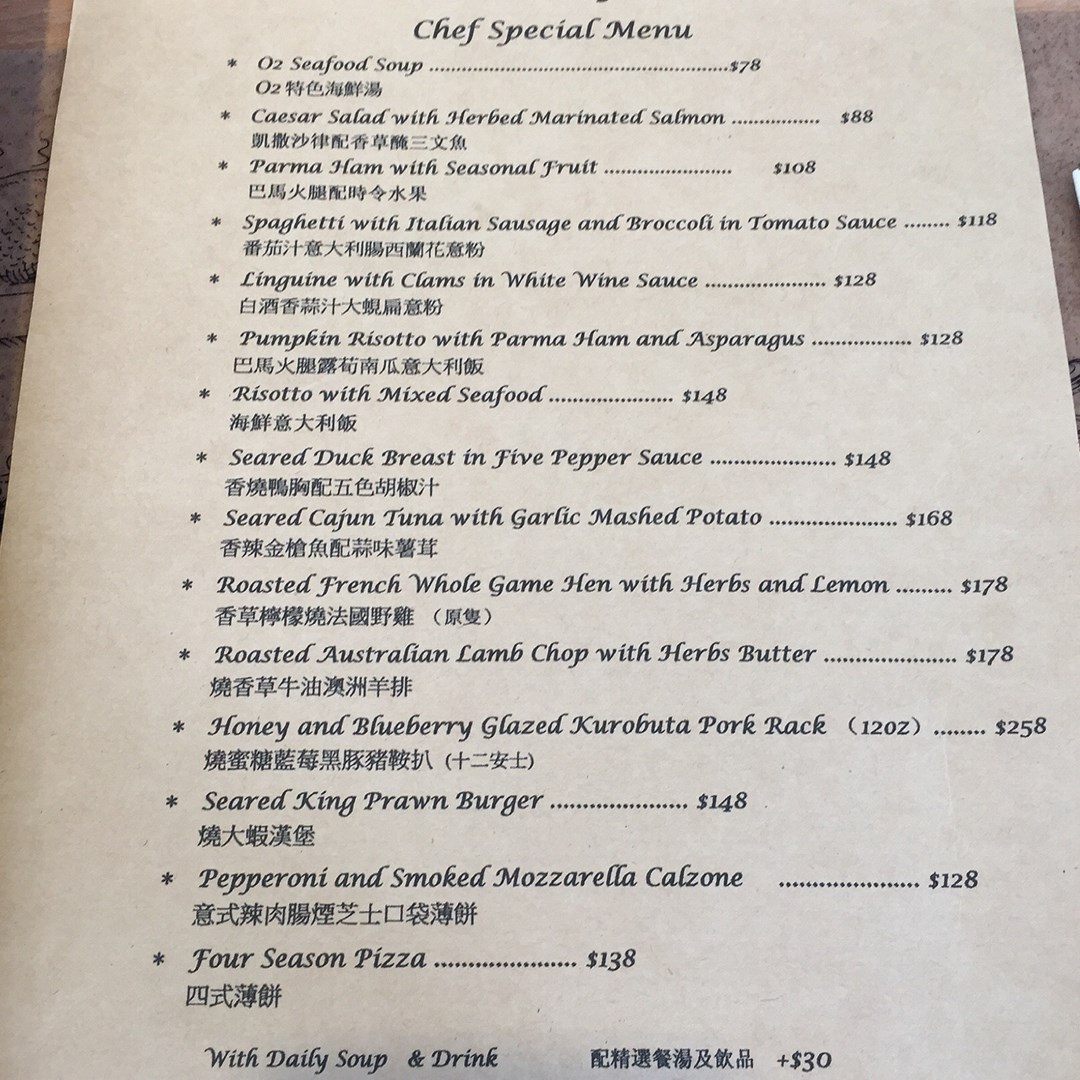 Chef Special Menu
* O2 Seafood Soup ....................................................$78
O2 特色海鮮湯
* Caesar Salad with Herbed Marinated Salmon ................ $88
凱撒沙律配香草醃三文魚
* Parma Ham with Seasonal Fruit ....................... $108
巴馬火腿配時令水果
* Spaghetti with Italian Sausage and Broccoli in Tomato Sauce ........ $118
番茄汁意大利腸西蘭花意粉
* Linguine with Clams in White Wine Sauce ...................... $128
白酒香蒜汁大蜆扁意粉
* Pumpkin Risotto with Parma Ham and Asparagus .................. $128
巴馬火腿露荀南瓜意大利飯
* Risotto with Mixed Seafood ...................... $148
海鮮意大利飯
* Seared Duck Breast in Five Pepper Sauce ...................... $148
香燒鴨胸配五色胡椒汁
* Seared Cajun Tuna with Garlic Mashed Potato ...................... $168
香辣金槍魚配蒜味薯茸
* Roasted French Whole Game Hen with Herbs and Lemon ......... $178
香草檸檬燒法國野雞 （原隻）
* Roasted Australian Lamb Chop with Herbs Butter ...................... $178
燒香草牛油澳洲羊排
* Honey and Blueberry Glazed Kurobuta Pork Rack （12oz）........ $258
燒蜜糖藍莓黑豚豬鞍扒 (十二安士)
* Seared King Prawn Burger ...................... $148
燒大蝦漢堡
* Pepperoni and Smoked Mozzarella Calzone ...................... $128
意式辣肉腸煙芝士口袋薄餅
* Four Season Pizza ...................... $138
四式薄餅
With Daily Soup & Drink 配精選餐湯及飲品 +$30